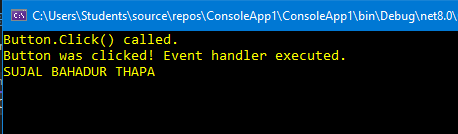 C:\Users\Students\source\repos\ConsoleApp1\ConsoleApp1\bin\Debug\net8.0\
Button.Click() called.
Button was clicked! Event handler executed.
SUJAL BAHADUR THAPA